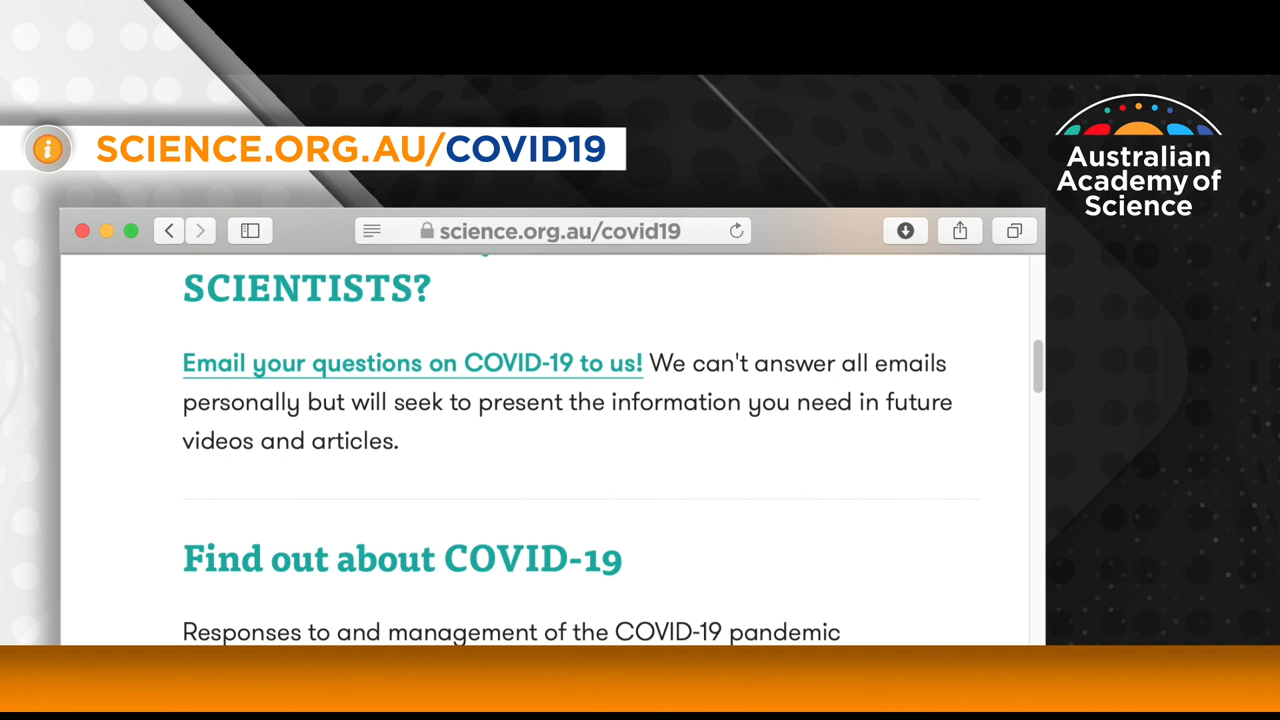 SCIENCE.ORG.AU/COVID19
Australian
Academy of
Science
science.org.au/covid19
SCIENTISTS?
Email your questions on COVID-19 to us! We can't answer all emails
personally but will seek to present the information you need in future
videos and articles.
Find out about COVID-19
Responses to and management of the COVID-19 pandemic